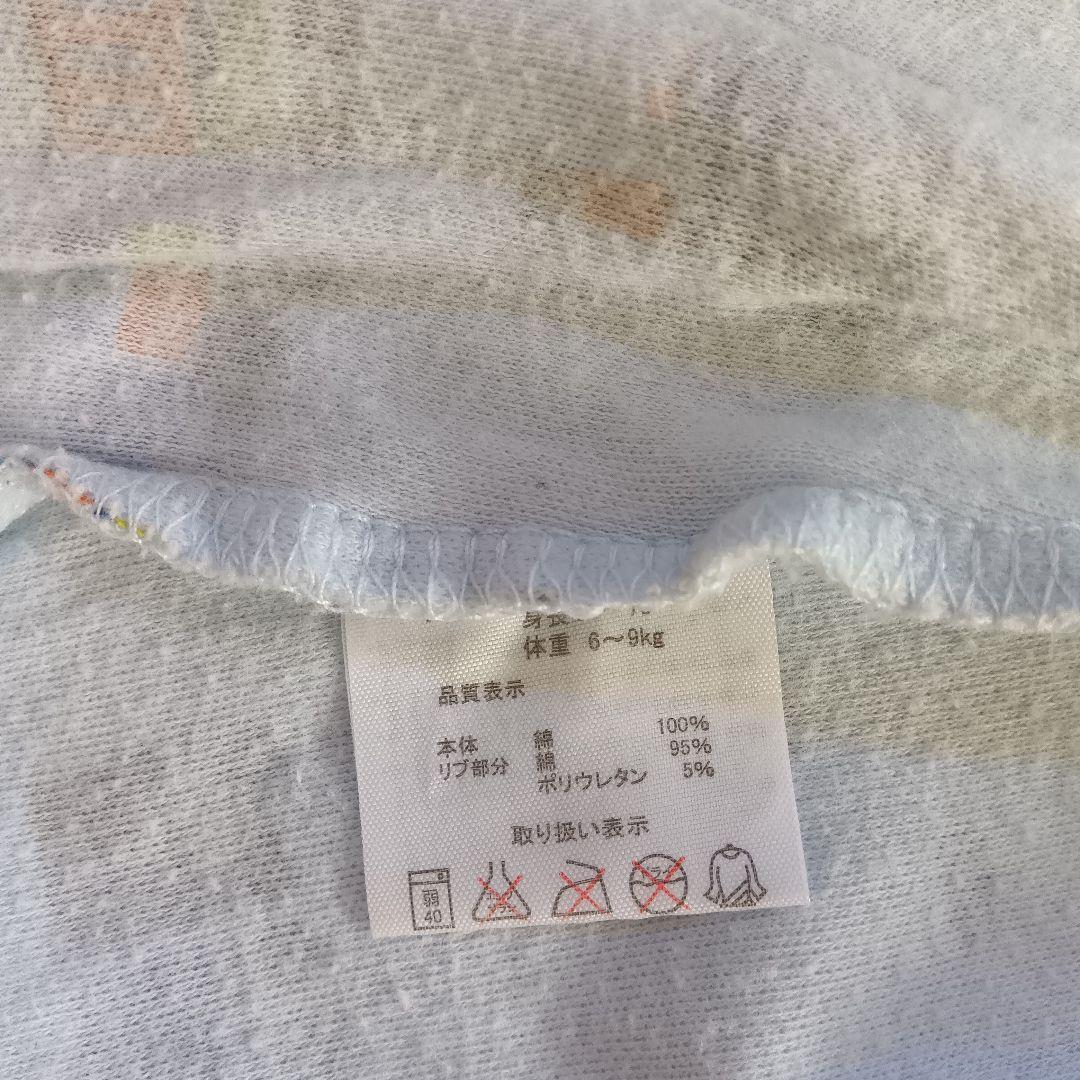 体重 6～9kg
品質表示
本体 綿 100%
リブ部分 綿 95%
ポリウレタン 5%
取り扱い表示
弱
40